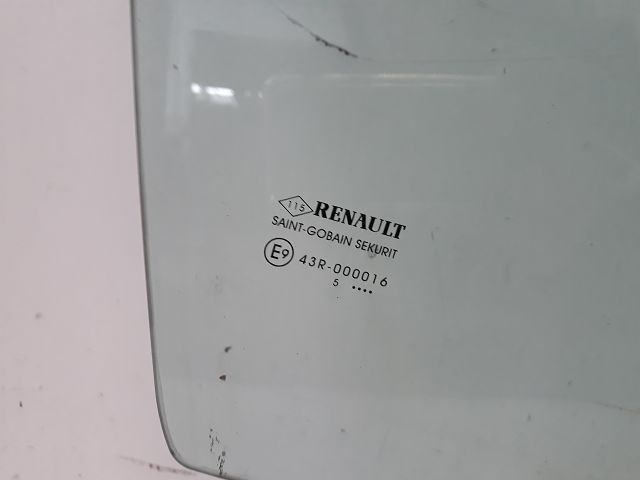 115 RENAULT
SAINT-GOBAIN SEKURIT
E9 43R-000016
5 ••••